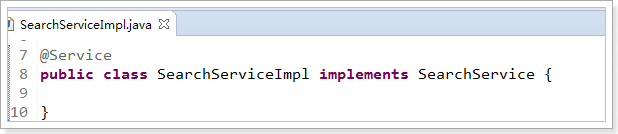 SearchServiceImpl.java
7 @Service
8 public class SearchServiceImpl implements SearchService {
9
10 }